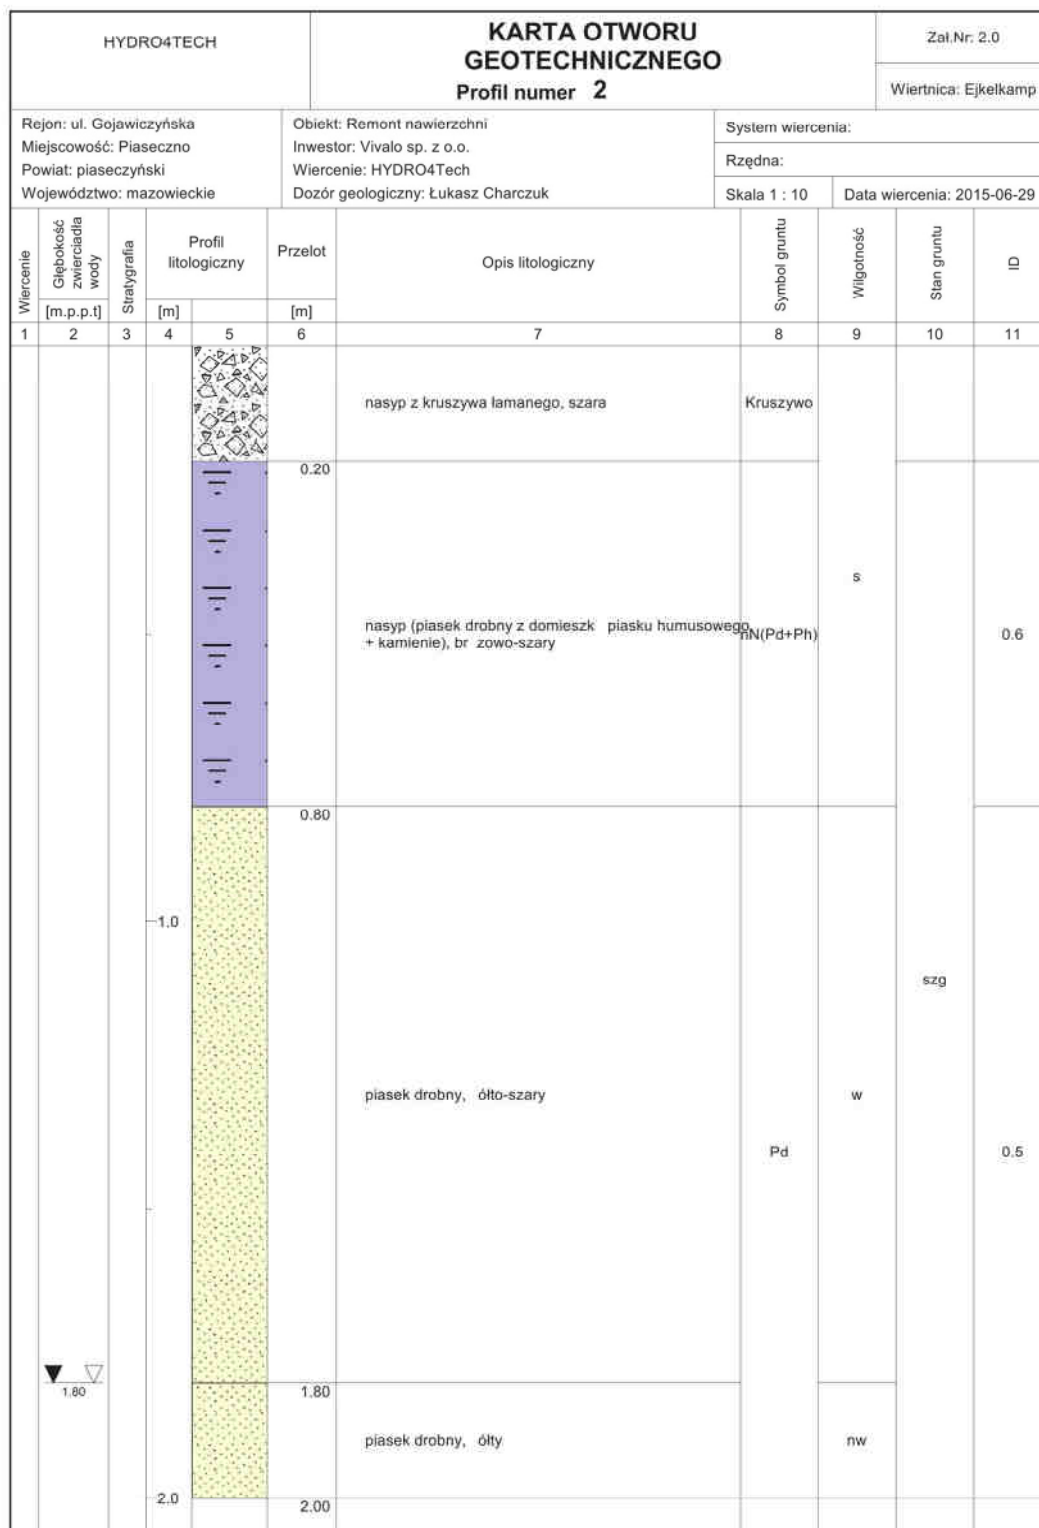 HYDRO4TECH
KARTA OTWORU
GEOTECHNICZNEGO
Profil numer 2
Zał.Nr: 2.0
Wiertnica: Ejkelkamp
Rejon: ul. Gojawiczyńska
Miejscowość: Piaseczno
Powiat: piaseczyński
Województwo: mazowieckie
Obiekt: Remont nawierzchni
Inwestor: Vivalo sp. z o.o.
Wiercenie: HYDRO4Tech
Dozór geologiczny: Łukasz Charczuk
System wiercenia:
Rzędna:
Skala 1 : 10
Data wiercenia: 2015-06-29
Wiercenie
Głębokość
zwierciadła
wody
[m.p.p.t]
Stratygrafia
Profil
litologiczny
[m]
Przelot
[m]
Opis litologiczny
Symbol gruntu
Wilgotność
Stan gruntu
ID
1 2 3 4 5 6 7 8 9 10 11
nasyp z kruszywa łamanego, szara
Kruszywo
0.20
s
nasyp (piasek drobny z domieszk piasku humusowego
+ kamienie), br zowo-szary
nN(Pd+Ph)
0.6
0.80
1.0
szg
piasek drobny, ółto-szary
w
Pd
0.5
1.80
1.80
piasek drobny, ółty
nw
2.0
2.00